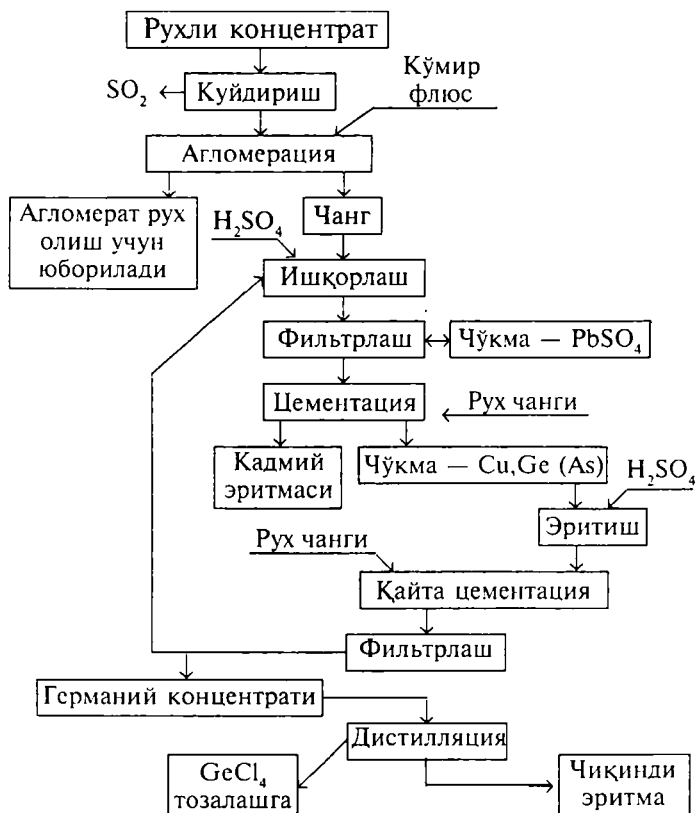 Рухли концентрат
SO₂
Куйдириш
Кўмир
флюс
Агломерация
Агломерат рух
олиш учун
юборилади
Чанг
H₂SO₄
Ишқорлаш
Фильтрлаш
Чўкма — PbSO₄
Цементация
Рух чанги
Кадмий
эритмаси
Чўкма — Cu,Ge (As)
H₂SO₄
Эритиш
Рух чанги
Қайта цементация
Фильтрлаш
Германий концентрати
Дистилляция
GeCl₄
тозалашга
Чиқинди
эритма